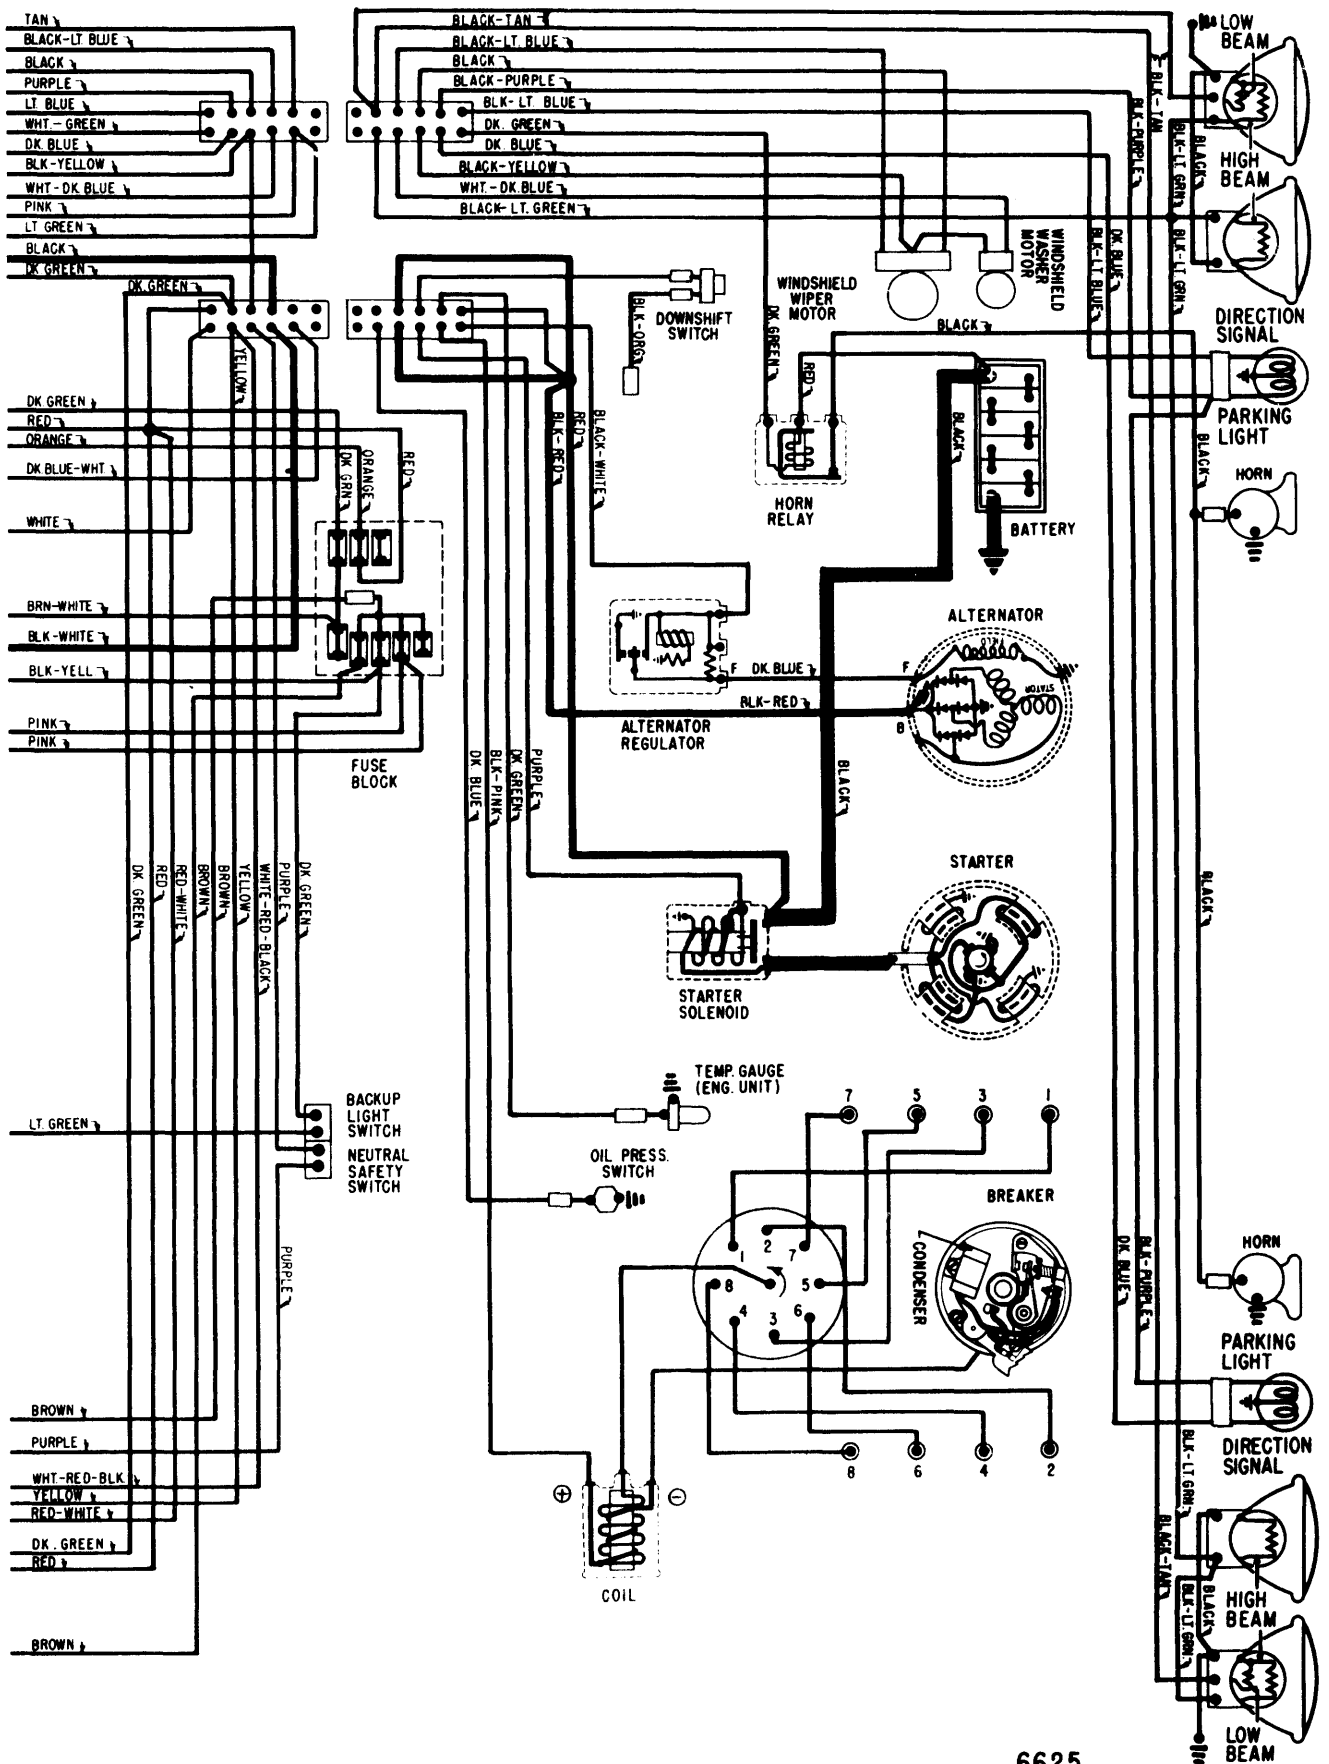 TAN
BLACK-LT BLUE
BLACK
PURPLE
LT BLUE
WHT.-GREEN
DK.BLUE
BLK-YELLOW
WHT-DK.BLUE
PINK
LT GREEN
BLACK
DK GREEN
DK.GREEN
BLACK-TAN
BLACK-LT. BLUE
BLACK
BLACK-PURPLE
BLK-LT. BLUE
DK. GREEN
DK. BLUE
BLACK-YELLOW
WHT.-DK.BLUE
BLACK-LT.GREEN
LOW
BEAM
BLK-TAN
BLK-PURPLE
BLK-LT GRN
BLACK
HIGH
BEAM
BLK-LT GRN
DK.BLUE
BLK-LT BLUE
WINDSHIELD
WASHER
MOTOR
WINDSHIELD
WIPER
MOTOR
DOWNSHIFT
SWITCH
BLK-ORG
DK.GREEN
RED
BLACK
BLACK
DIRECTION
SIGNAL
PARKING
LIGHT
BLACK
HORN
YELLOW
DK GREEN
RED
ORANGE
DK.BLUE-WHT.
WHITE
DK GRN
ORANGE
RED
BLK-RED
RED
BLACK-WHITE
HORN
RELAY
BATTERY
BRN-WHITE
BLK-WHITE
BLK-YELL
PINK
PINK
FUSE
BLOCK
ALTERNATOR
FIELD
STATOR
F
B
F
DK.BLUE
BLK-RED
ALTERNATOR
REGULATOR
DK. BLUE
BLK-PINK
DK GREEN
PURPLE
BLACK
STARTER
BLACK
DK GREEN
RED
RED-WHITE
BROWN
BROWN
YELLOW
WHITE-RED-BLACK
PURPLE
DK GREEN
STARTER
SOLENOID
TEMP. GAUGE
(ENG. UNIT)
LT. GREEN
BACKUP
LIGHT
SWITCH
NEUTRAL
SAFETY
SWITCH
OIL PRESS.
SWITCH
7
5
3
1
BREAKER
CONDENSER
1
2
7
8
5
4
3
6
PURPLE
DK BLUE
BLK-PURPLE
HORN
PARKING
LIGHT
DIRECTION
SIGNAL
8
6
4
2
BROWN
PURPLE
WHT.-RED-BLK
YELLOW
RED-WHITE
DK. GREEN
RED
BROWN
+
-
COIL
BLK-LT.GRN
BLACK-TAN
BLK-LT.GRN
BLACK
HIGH
BEAM
LOW
BEAM
6625